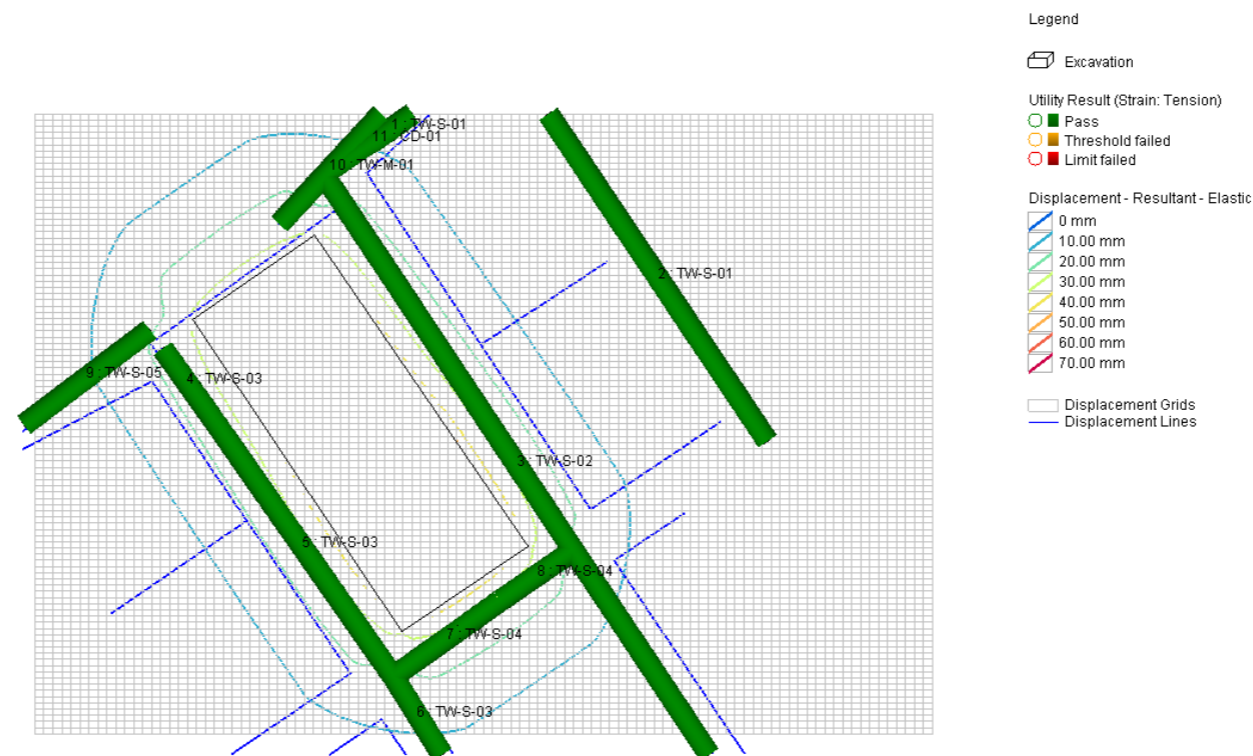 Legend
Excavation
Utility Result (Strain: Tension)
Pass
Threshold failed
Limit failed
Displacement - Resultant - Elastic
0 mm
10.00 mm
20.00 mm
30.00 mm
40.00 mm
50.00 mm
60.00 mm
70.00 mm
Displacement Grids
Displacement Lines
1 : TW-S-01
11 : CD-01
10 : TW-M-01
2 : TW-S-01
9 : TW-S-05
4 : TW-S-03
3 : TW-S-02
5 : TW-S-03
8 : TW-S-04
7 : TW-S-04
6 : TW-S-03